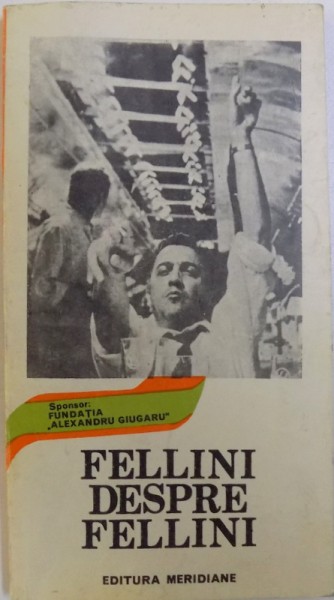 Sponsor:
FUNDAȚIA
„ALEXANDRU GIUGARU"
FELLINI
DESPRE
FELLINI
EDITURA MERIDIANE